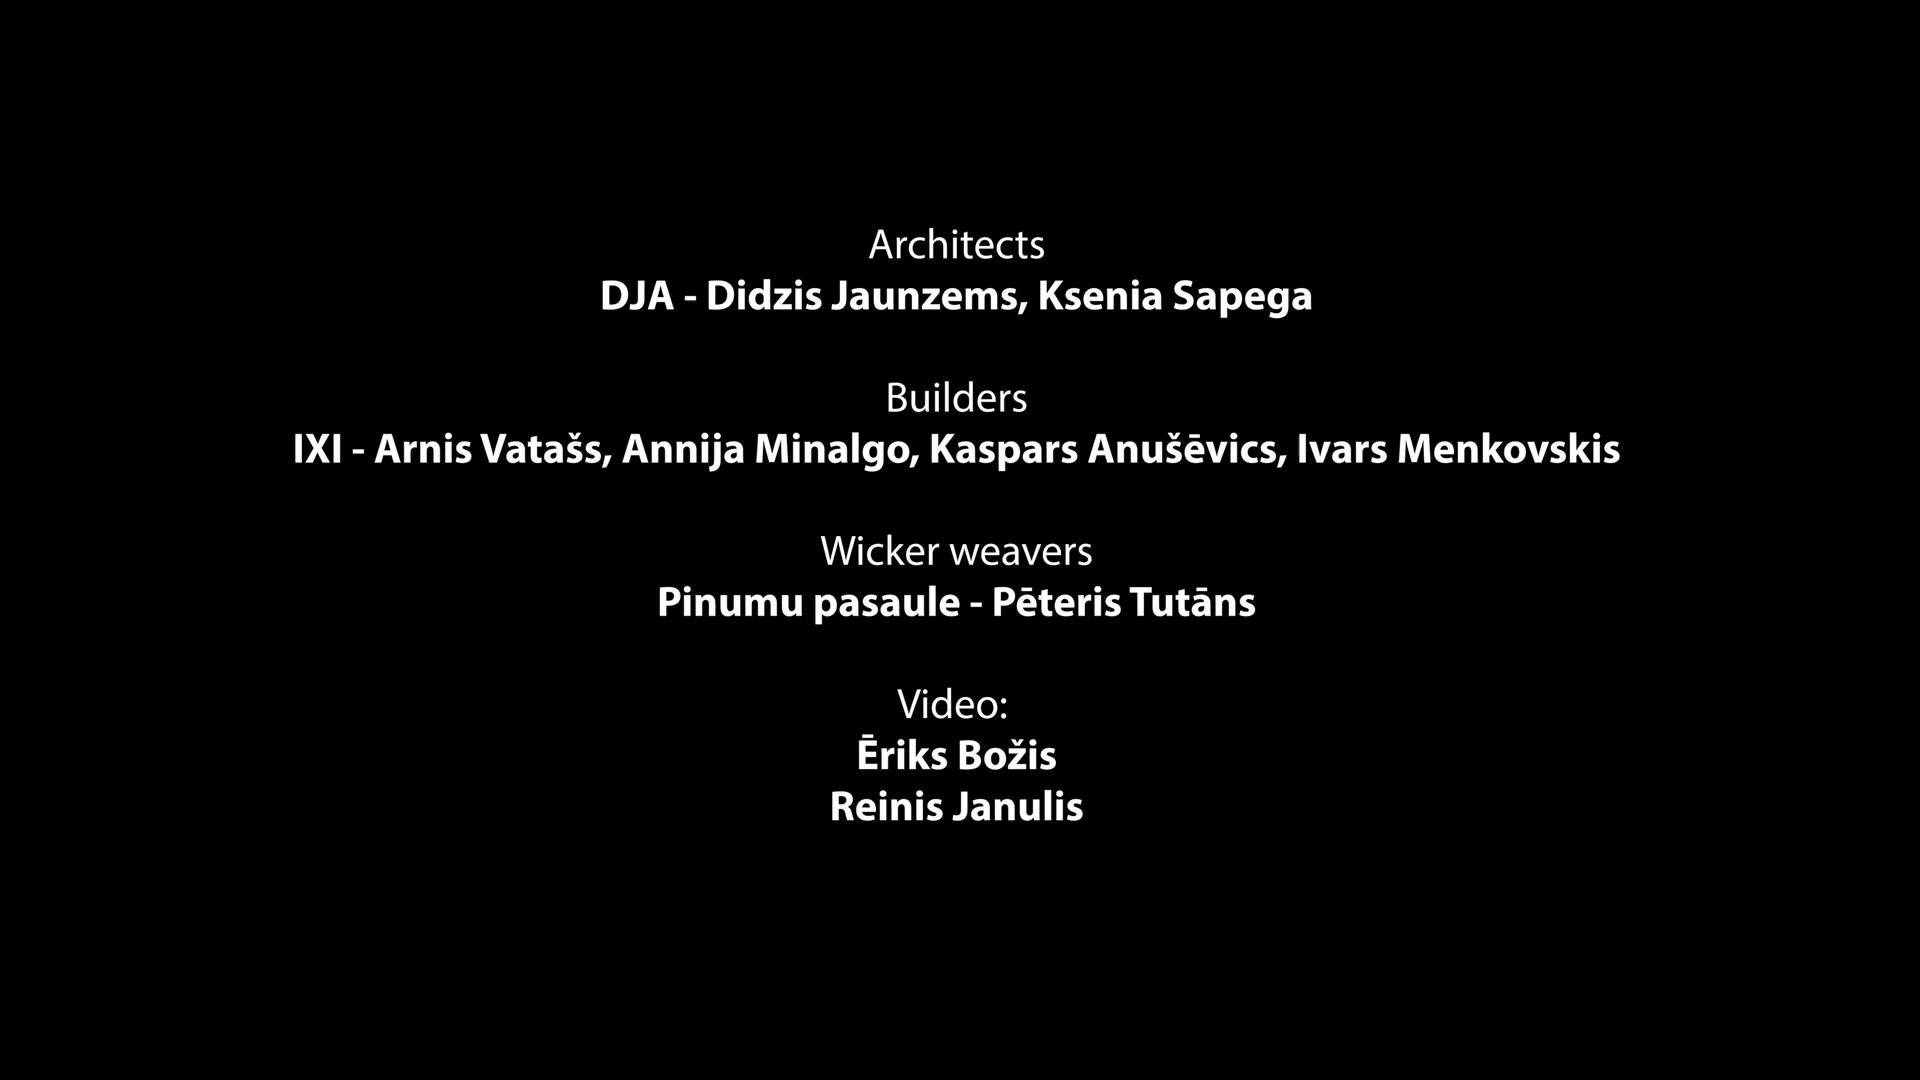 Architects
DJA - Didzis Jaunzems, Ksenia Sapega
Builders
IXI - Arnis Vatašs, Annija Minalgo, Kaspars Anušēvics, Ivars Menkovskis
Wicker weavers
Pinumu pasaule - Pēteris Tutāns
Video:
Ēriks Božis
Reinis Janulis